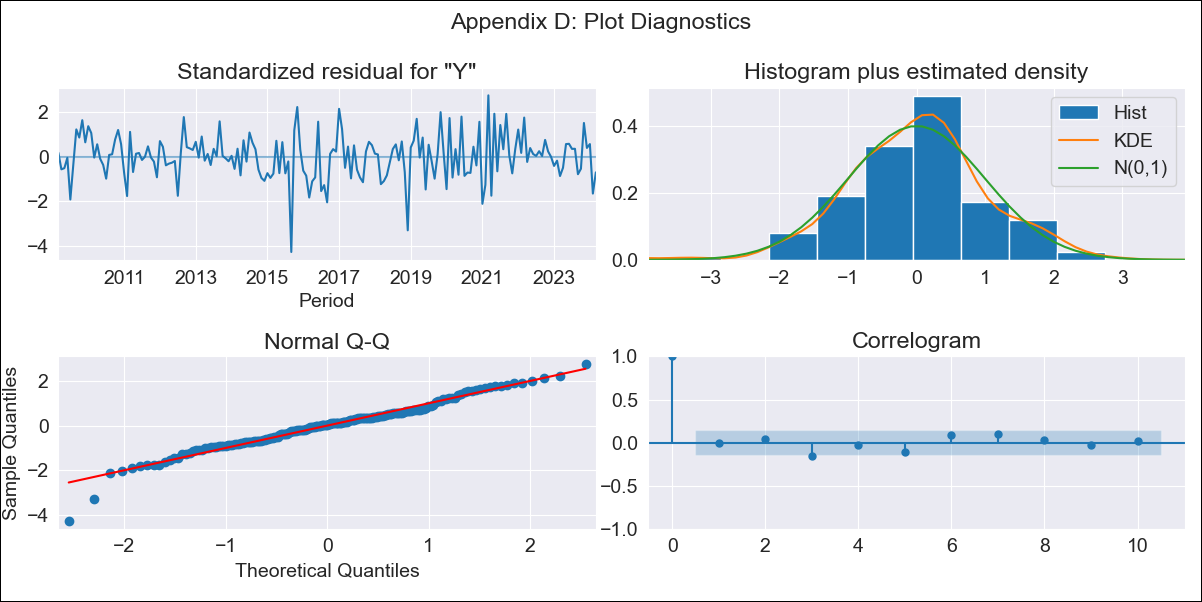 Appendix D: Plot Diagnostics
Standardized residual for "Y"
2
0
−2
−4
2011 2013 2015 2017 2019 2021 2023
Period
Histogram plus estimated density
0.4
0.2
0.0
−3 −2 −1 0 1 2 3
Hist
KDE
N(0,1)
Normal Q-Q
Sample Quantiles
2
0
−2
−4
−2 −1 0 1 2
Theoretical Quantiles
Correlogram
1.0
0.5
0.0
−0.5
−1.0
0 2 4 6 8 10